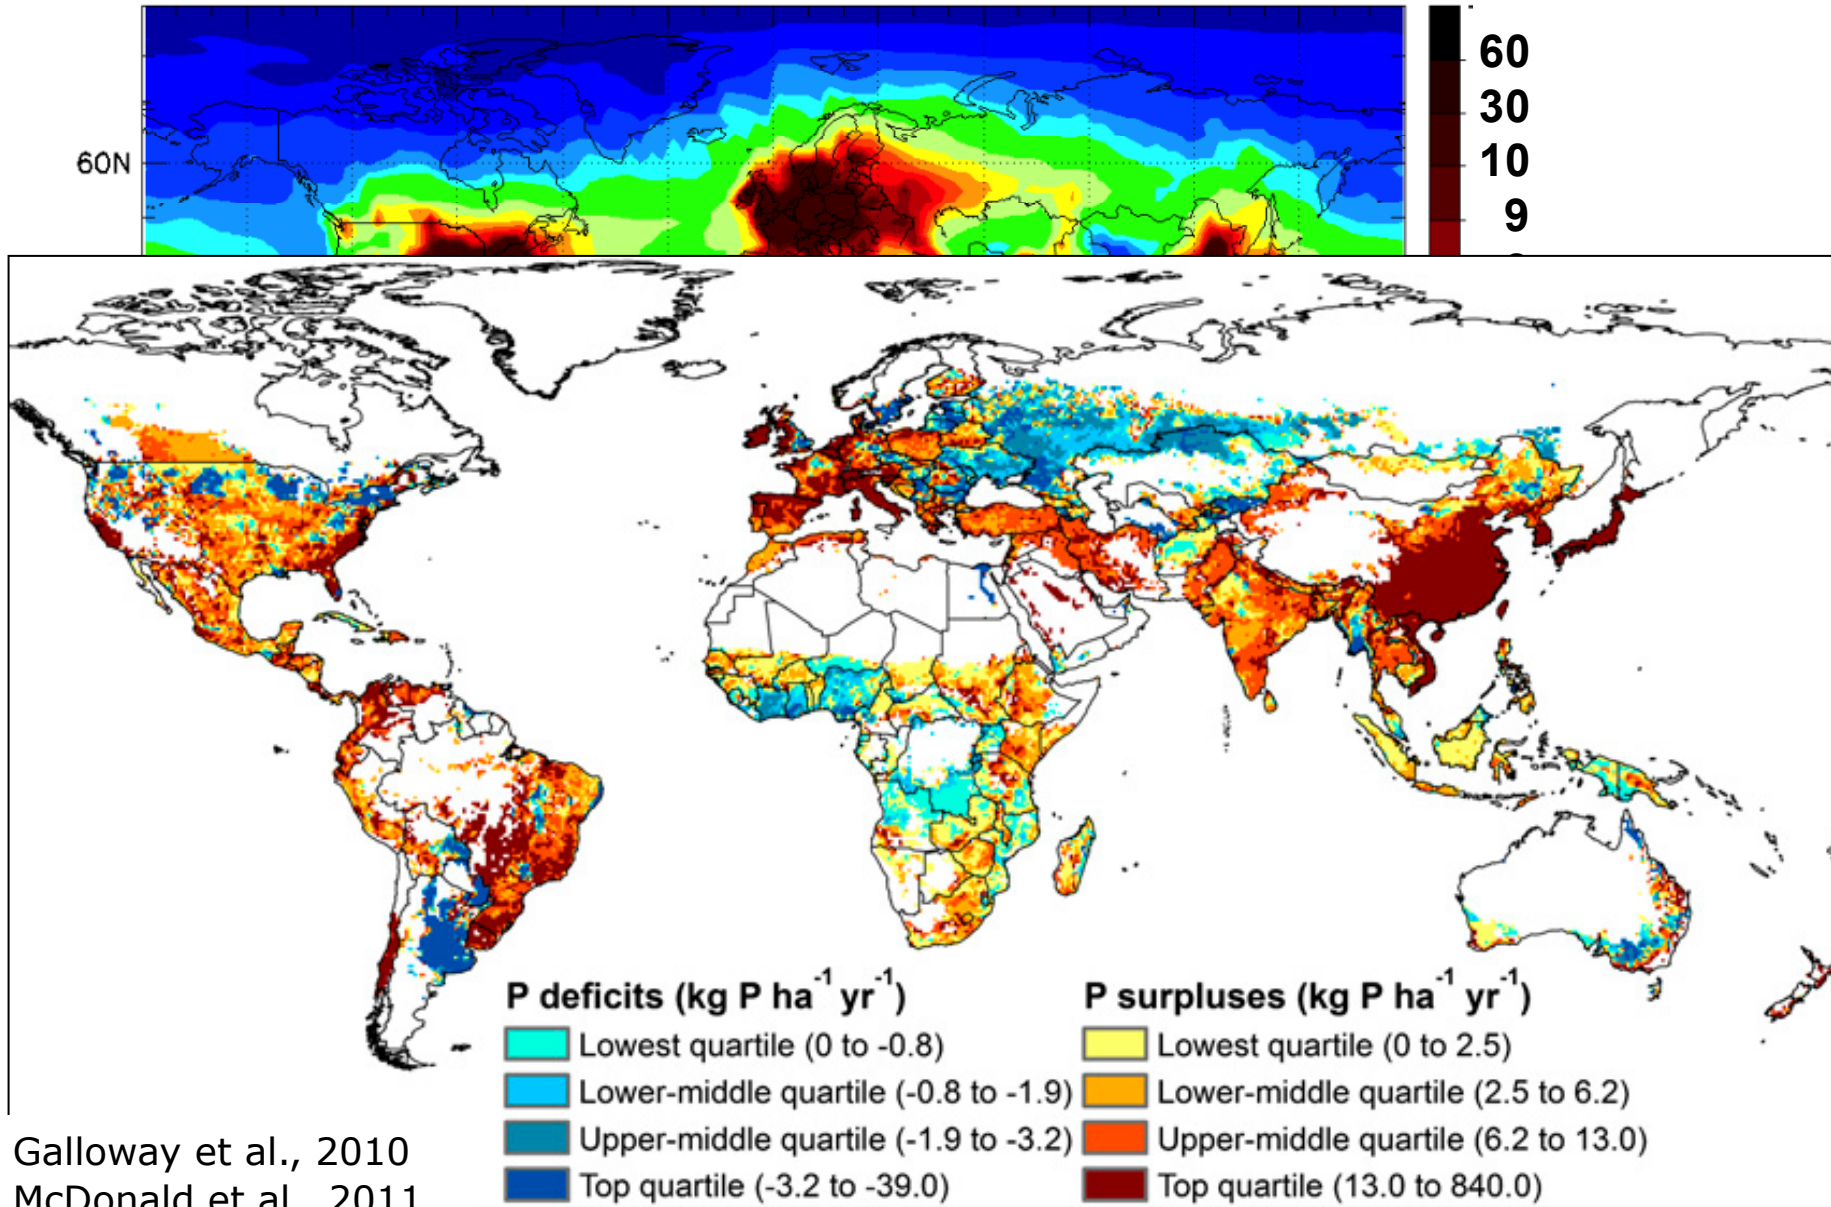 60
30
60N
10
9
P deficits (kg P ha⁻¹ yr⁻¹)
Lowest quartile (0 to -0.8)
Lower-middle quartile (-0.8 to -1.9)
Upper-middle quartile (-1.9 to -3.2)
Top quartile (-3.2 to -39.0)
P surpluses (kg P ha⁻¹ yr⁻¹)
Lowest quartile (0 to 2.5)
Lower-middle quartile (2.5 to 6.2)
Upper-middle quartile (6.2 to 13.0)
Top quartile (13.0 to 840.0)
Galloway et al., 2010
McDonald et al., 2011